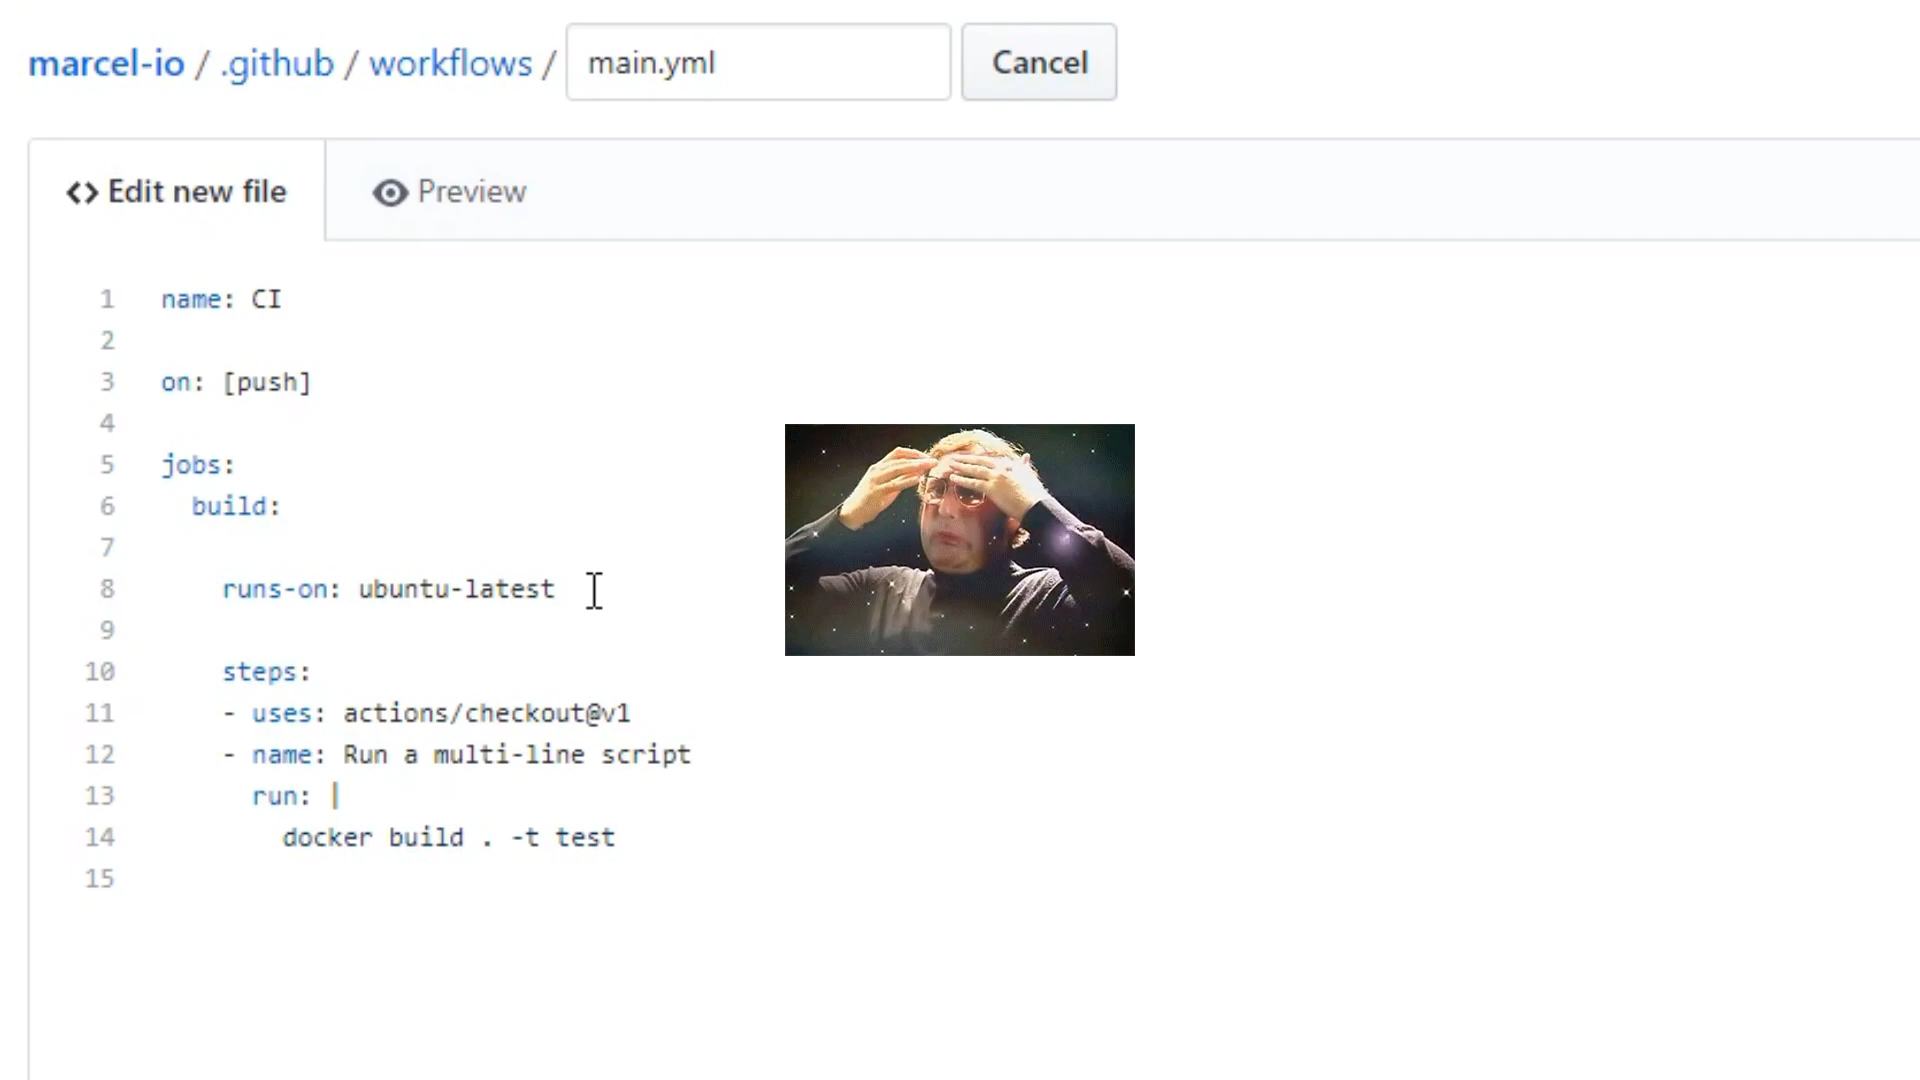 marcel-io / .github / workflows / main.yml Cancel
<> Edit new file Preview
1 name: CI
2
3 on: [push]
4
5 jobs:
6   build:
7
8     runs-on: ubuntu-latest
9
10     steps:
11     - uses: actions/checkout@v1
12     - name: Run a multi-line script
13       run: |
14         docker build . -t test
15